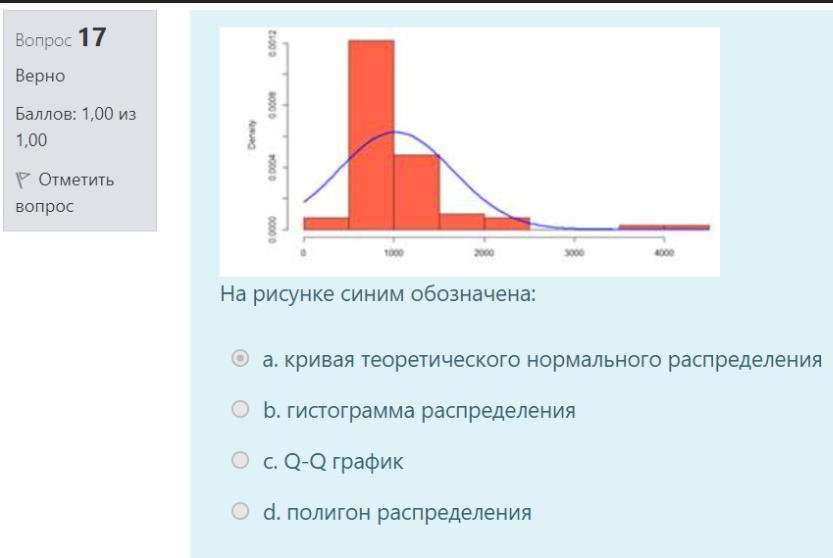 Вопрос 17
Верно
Баллов: 1,00 из
1,00
Отметить
вопрос
0.0012
0.0008
0.0004
0.0000
Density
0
1000
2000
3000
4000
На рисунке синим обозначена:
a. кривая теоретического нормального распределения
b. гистограмма распределения
c. Q-Q график
d. полигон распределения